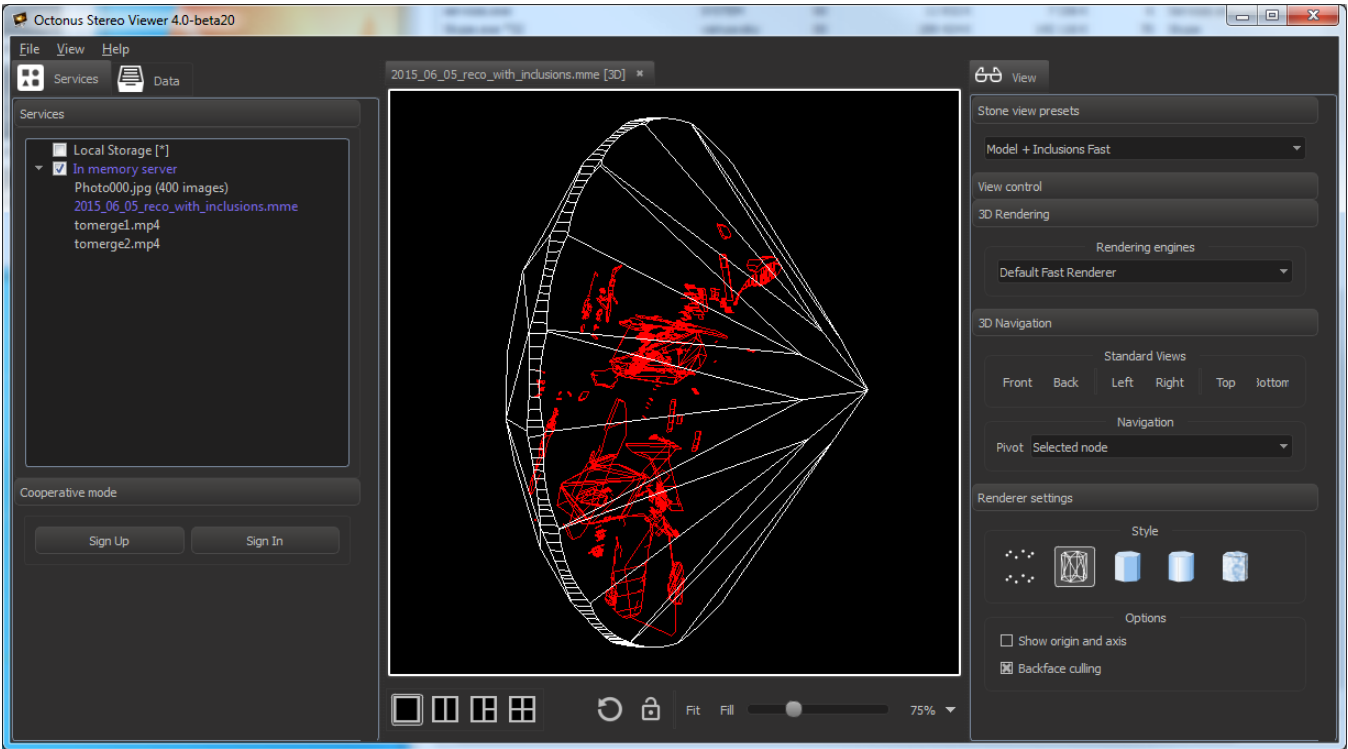 Octonus Stereo Viewer 4.0-beta20
File View Help
Services Data
Services
Local Storage [*]
In memory server
Photo000.jpg (400 images)
2015_06_05_reco_with_inclusions.mme
tomerge1.mp4
tomerge2.mp4
Cooperative mode
Sign Up Sign In
2015_06_05_reco_with_inclusions.mme [3D]
Fit Fill 75%
View
Stone view presets
Model + Inclusions Fast
View control
3D Rendering
Rendering engines
Default Fast Renderer
3D Navigation
Standard Views
Front Back Left Right Top 3ottom
Navigation
Pivot Selected node
Renderer settings
Style
Options
Show origin and axis
Backface culling